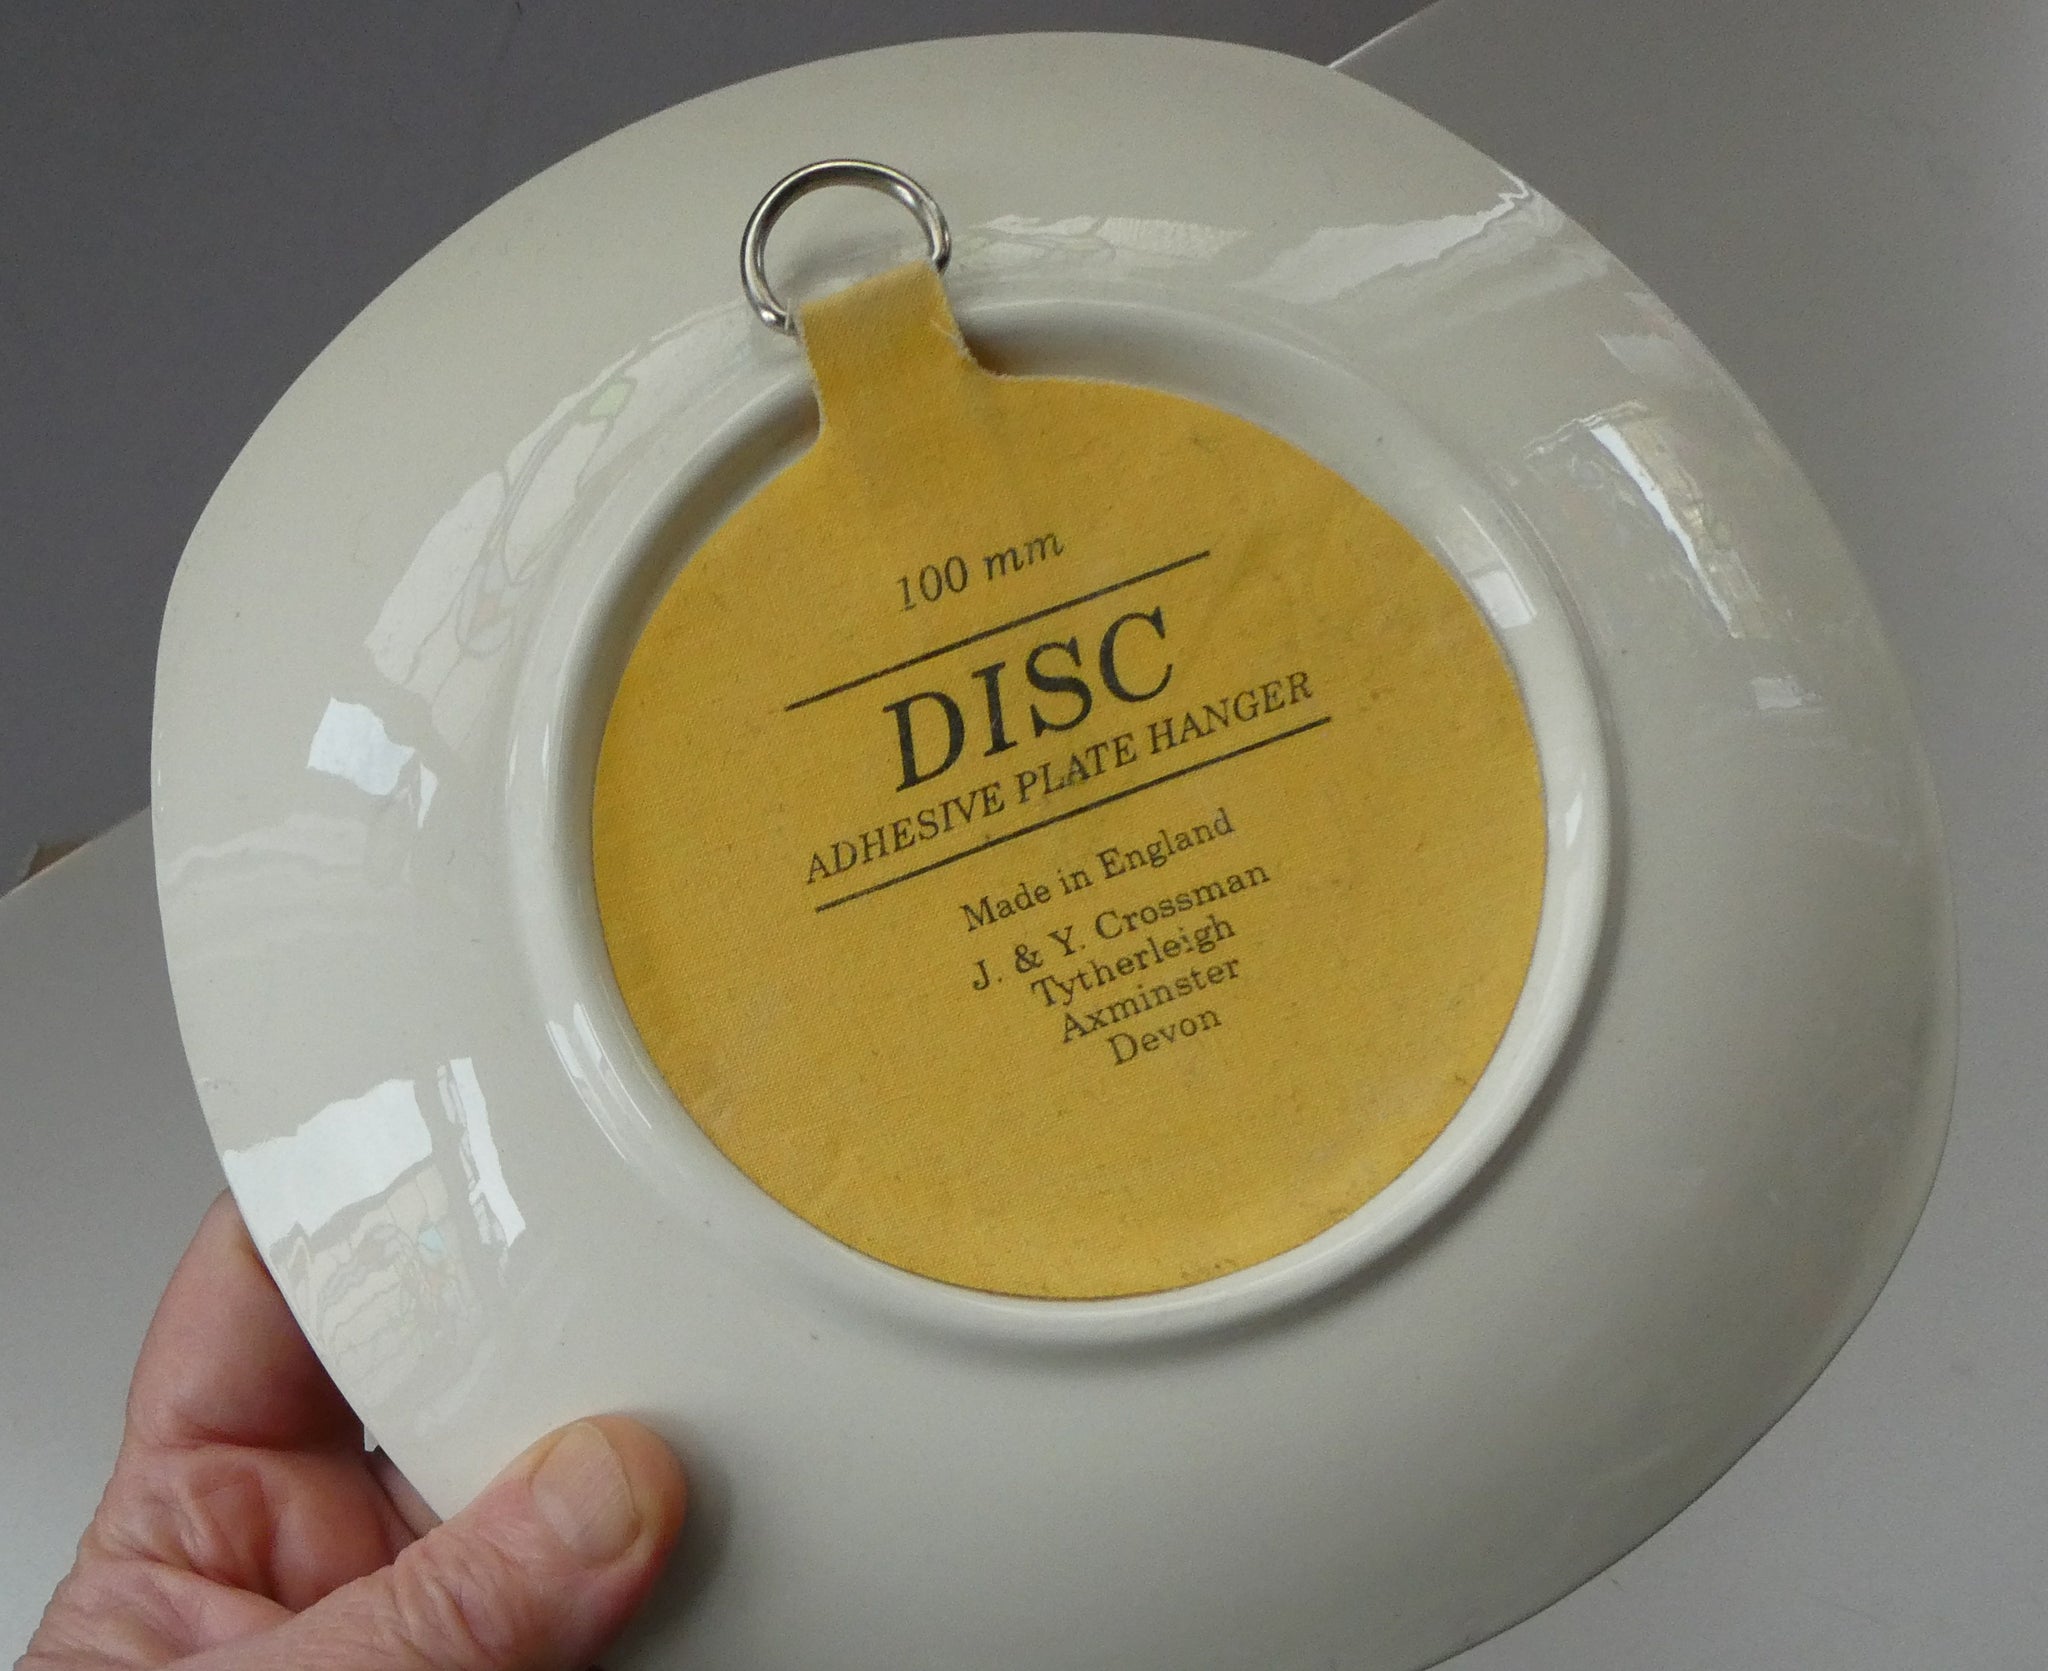 100 mm
DISC
ADHESIVE PLATE HANGER
Made in England
J. & Y. Crossman
Tytherleigh
Axminster
Devon